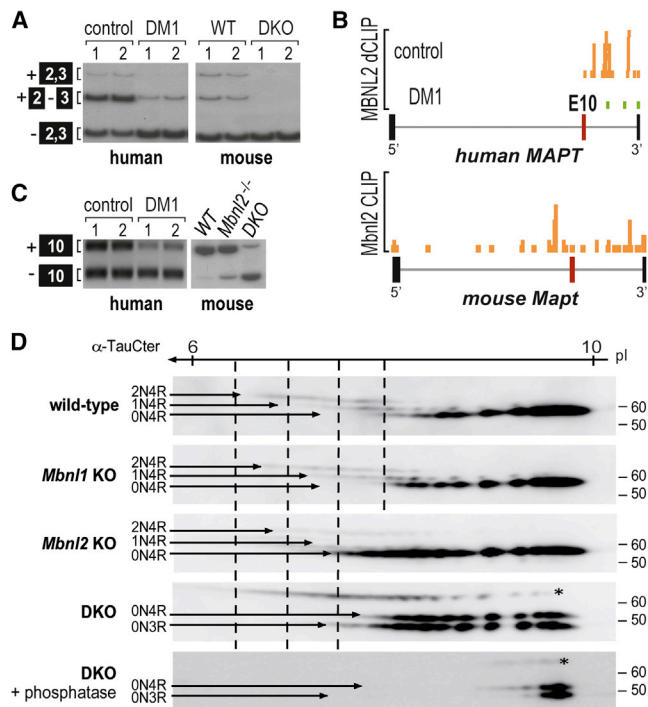 A
control DM1 WT DKO
1 2 1 2 1 2 1 2
+ 2,3
+ 2 - 3
- 2,3
human mouse
B
MBNL2 dCLIP
control
DM1
E10
5' human MAPT 3'
Mbnl2 CLIP
5' mouse Mapt 3'
C
control DM1 WT Mbnl2-/- DKO
1 2 1 2
+ 10
- 10
human mouse
D
α-TauCter 6 10 pI
wild-type 2N4R 1N4R 0N4R - 60 - 50
Mbnl1 KO 2N4R 1N4R 0N4R - 60 - 50
Mbnl2 KO 2N4R 1N4R 0N4R - 60 - 50
DKO 0N4R 0N3R * - 60 - 50
DKO + phosphatase 0N4R 0N3R * - 60 - 50